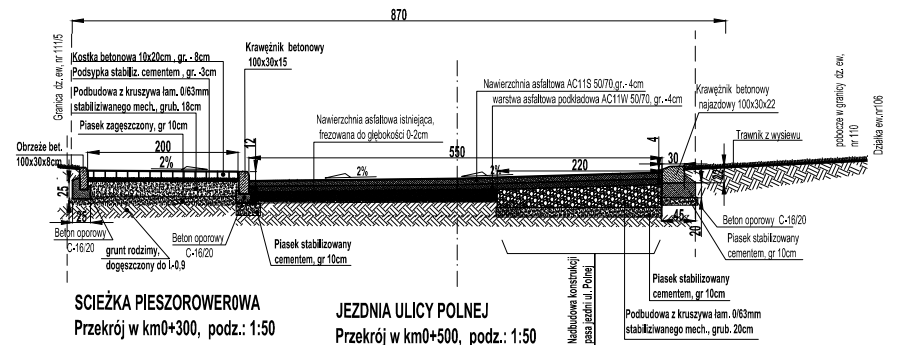 870
Granica dz. ew, nr 111/5
Kostka betonowa 10x20cm , gr. - 8cm
Podsypka stabiliz. cementem , gr. -3cm
Podbudowa z kruszywa łam. 0/63mm
stabiliziwanego mech., grub. 18cm
Piasek zagęszczony, gr 10cm
Obrzeże bet.
100x30x8cm
200
2%
25
25
Beton oporowy
C-16/20
grunt rodzimy,
dogęszczony do I-0,9
Krawężnik betonowy
100x30x15
12
Nawierzchnia asfaltowa istniejąca,
frezowana do głebokości 0-2cm
550
2%
2%
Beton oporowy
C-16/20
Piasek stabilizowany
cementem, gr 10cm
Nawierzchnia asfaltowa AC11S 50/70,gr.- 4cm
warstwa asfaltowa podkładowa AC11W 50/70, gr.-4cm
220
4
30
Krawężnik betonowy
najazdowy 100x30x22
Trawnik z wysiewu
pobocze w granicy dz. ew,
nr 110
Działka ew.nr106
45
20
Beton oporowy C-16/20
Piasek stabilizowany
cementem, gr 10cm
Piasek stabilizowany
cementem, gr 10cm
Podbudowa z kruszywa łam. 0/63mm
stabiliziwanego mech., grub. 20cm
Nadbudowa konstrukcji
pasa jezdni ul. Polnej
SCIEŻKA PIESZOROWER0WA
Przekrój w km0+300, podz.: 1:50
JEZDNIA ULICY POLNEJ
Przekrój w km0+500, podz.: 1:50